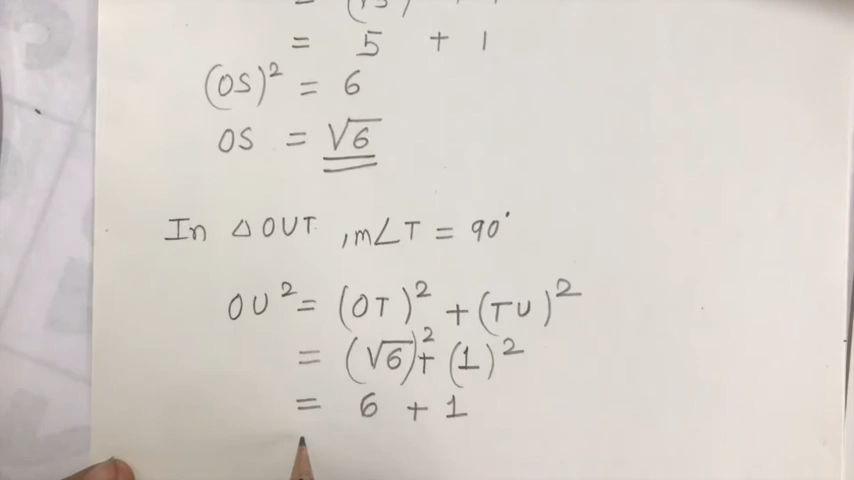 = (√5) +
= 5 + 1
(OS)² = 6
OS = √6
In △OUT, m∠T = 90°
OU² = (OT)² + (TU)²
= (√6)² + (1)²
= 6 + 1